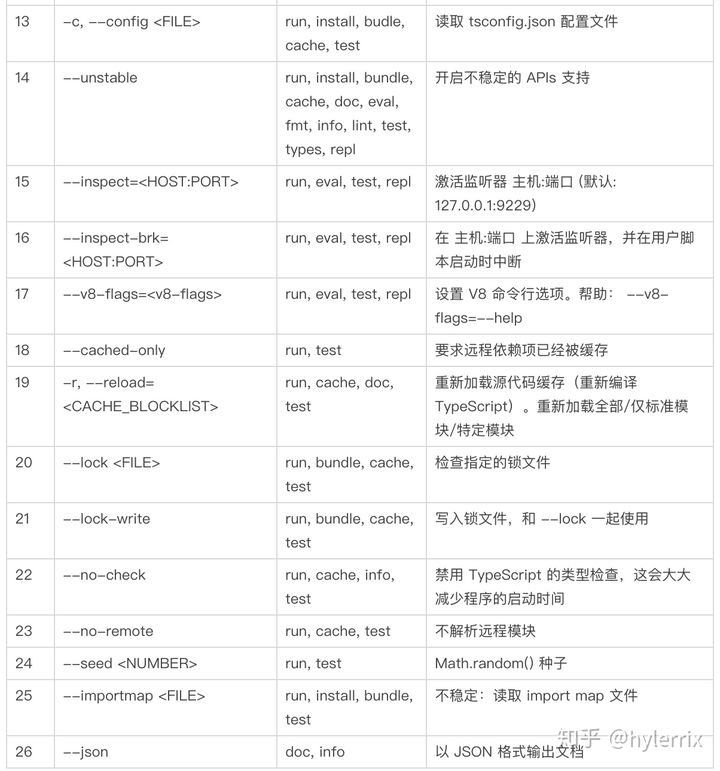 13 -c, --config <FILE> run, install, budle, 读取 tsconfig.json 配置文件
cache, test
14 --unstable run, install, bundle, 开启不稳定的 APIs 支持
cache, doc, eval,
fmt, info, lint, test,
types, repl
15 --inspect=<HOST:PORT> run, eval, test, repl 激活监听器 主机:端口 (默认:
127.0.0.1:9229)
16 --inspect-brk= run, eval, test, repl 在 主机:端口 上激活监听器，并在用户脚
<HOST:PORT> 本启动时中断
17 --v8-flags=<v8-flags> run, eval, test, repl 设置 V8 命令行选项。帮助： --v8-
flags=--help
18 --cached-only run, test 要求远程依赖项已经被缓存
19 -r, --reload= run, cache, doc, 重新加载源代码缓存（重新编译
<CACHE_BLOCKLIST> test TypeScript）。重新加载全部/仅标准模
块/特定模块
20 --lock <FILE> run, bundle, cache, 检查指定的锁文件
test
21 --lock-write run, bundle, cache, 写入锁文件，和 --lock 一起使用
test
22 --no-check run, cache, info, 禁用 TypeScript 的类型检查，这会大大
test 减少程序的启动时间
23 --no-remote run, cache, test 不解析远程模块
24 --seed <NUMBER> run, test Math.random() 种子
25 --importmap <FILE> run, install, bundle, 不稳定：读取 import map 文件
test
26 --json doc, info 以 JSON 格式输出文档
知乎 @hylerrix